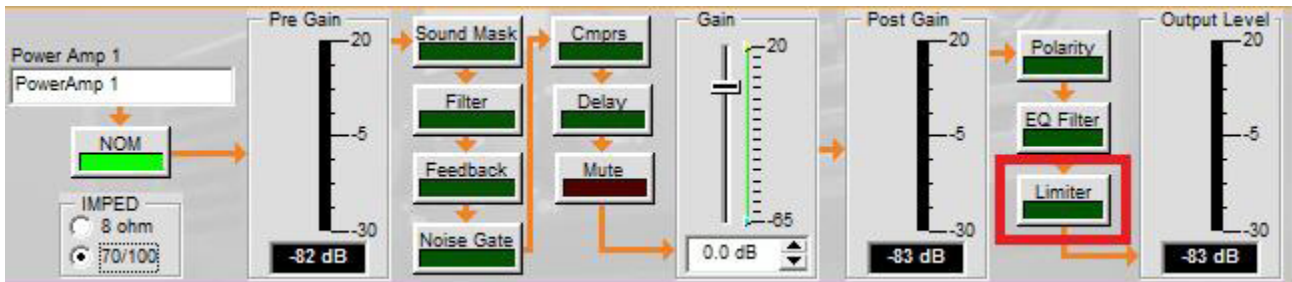 Power Amp 1
PowerAmp 1
NOM
IMPED
8 ohm
70/100
Pre Gain
20
-5
-30
-82 dB
Sound Mask
Filter
Feedback
Noise Gate
Cmprs
Delay
Mute
Gain
20
-65
0.0 dB
Post Gain
20
-5
-30
-83 dB
Polarity
EQ Filter
Limiter
Output Level
20
-5
-30
-83 dB